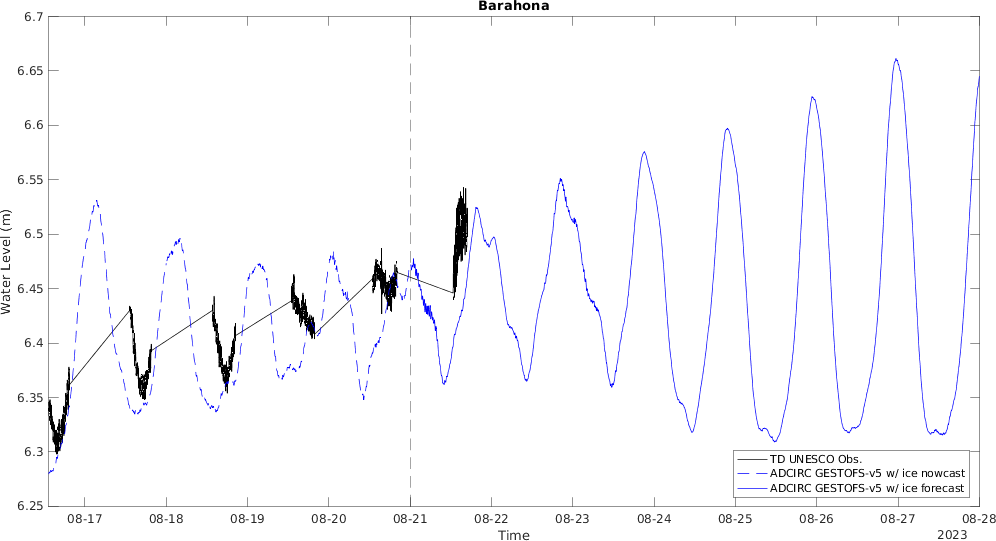 Barahona
Water Level (m)
6.7
6.65
6.6
6.55
6.5
6.45
6.4
6.35
6.3
6.25
08-17 08-18 08-19 08-20 08-21 08-22 08-23 08-24 08-25 08-26 08-27 08-28
Time
2023
TD UNESCO Obs.
ADCIRC GESTOFS-v5 w/ ice nowcast
ADCIRC GESTOFS-v5 w/ ice forecast